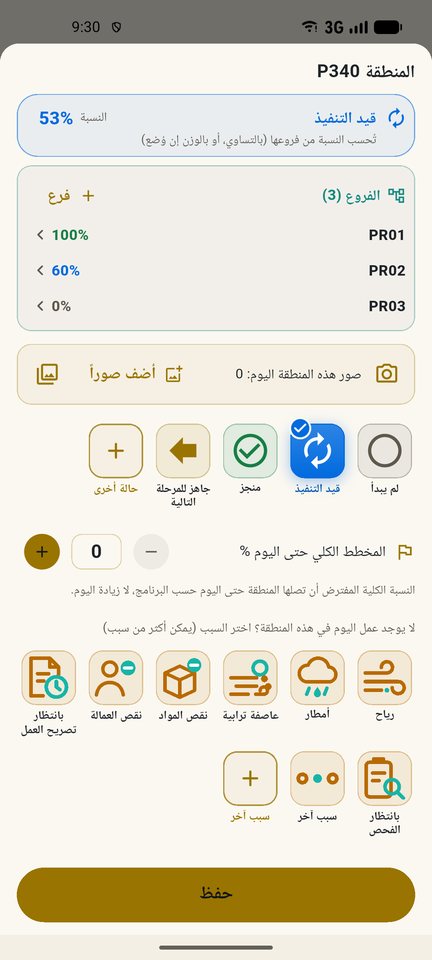 9:30
3G
المنطقة P340
قيد التنفيذ
النسبة 53%
تُحسب النسبة من فروعها (بالتساوي، أو بالوزن إن وُضع)
الفروع (3)
+ فرع
PR01 100%
PR02 60%
PR03 0%
صور هذه المنطقة اليوم: 0
أضف صوراً
لم يبدأ
قيد التنفيذ
منجز
جاهز للمرحلة التالية
حالة أخرى
المخطط الكلي حتى اليوم %
0
النسبة الكلية المفترض أن تصلها المنطقة حتى اليوم حسب البرنامج، لا زيادة اليوم.
لا يوجد عمل اليوم في هذه المنطقة؟ اختر السبب (يمكن أكثر من سبب)
رياح
أمطار
عاصفة ترابية
نقص المواد
نقص العمالة
بانتظار تصريح العمل
بانتظار الفحص
سبب آخر
سبب آخر
حفظ